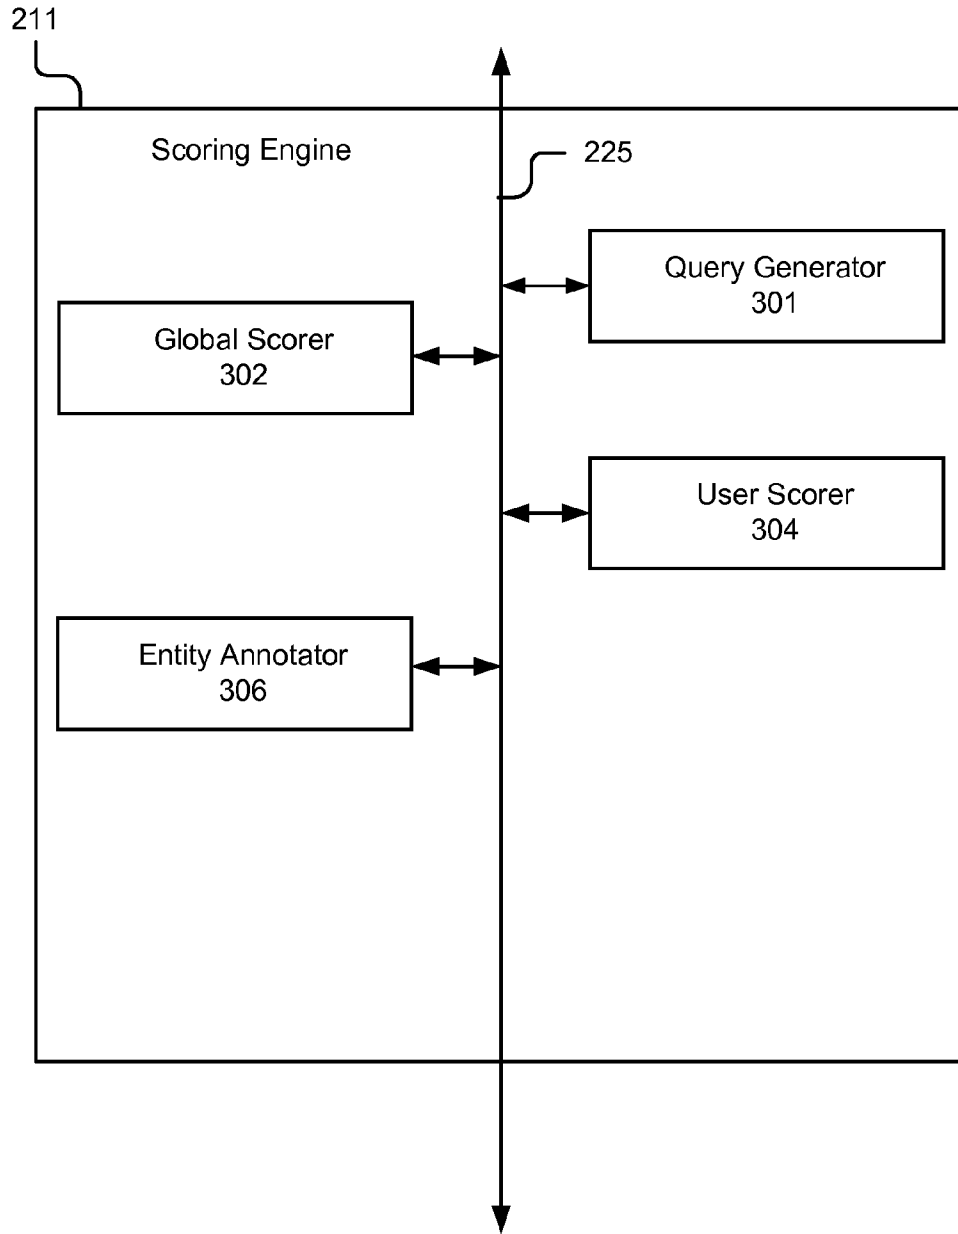 211
Scoring Engine
225
Query Generator
301
Global Scorer
302
User Scorer
304
Entity Annotator
306